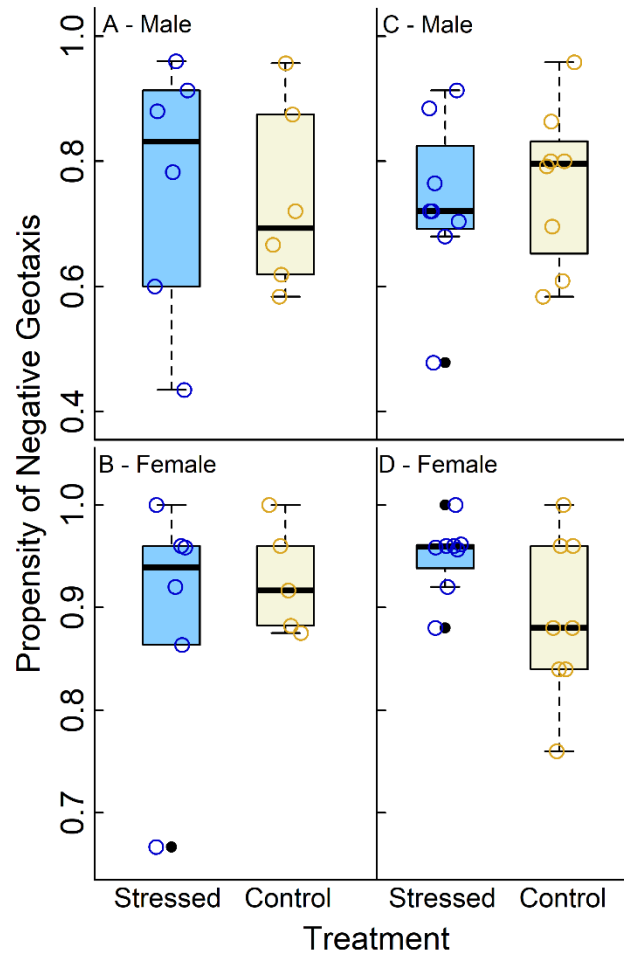 A - Male
C - Male
1.0
0.8
0.6
0.4
Propensity of Negative Geotaxis
B - Female
D - Female
1.0
0.9
0.8
0.7
Stressed Control Stressed Control
Treatment